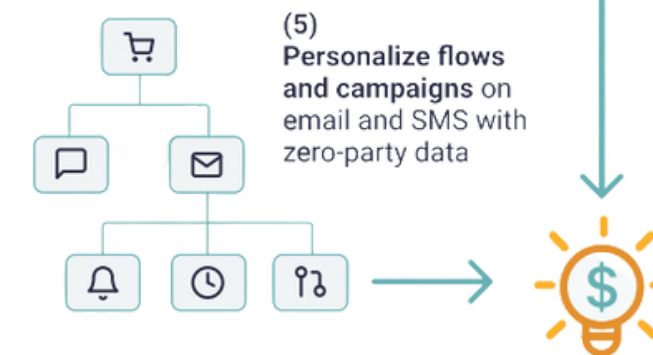 (5)
Personalize flows
and campaigns on
email and SMS with
zero-party data
$